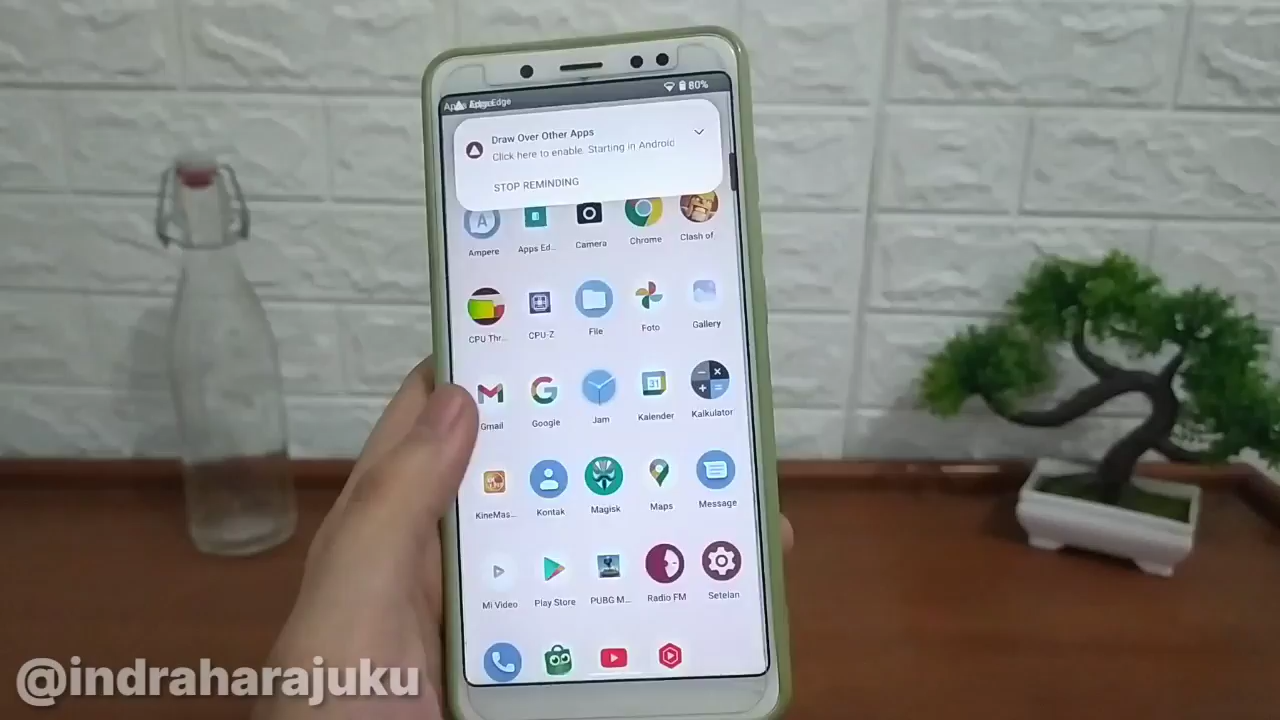 80%
Draw Over Other Apps
Click here to enable. Starting in Android
STOP REMINDING
A
Ampere
Apps Ed...
Camera
Chrome
Clash of
CPU Thr...
CPU-Z
File
Foto
Gallery
31
Gmail
Google
Jam
Kalender
Kalkulator
KineMas...
Kontak
Magisk
Maps
Message
Mi Video
Play Store
PUBG M...
Radio FM
Setelan
@indraharajuku